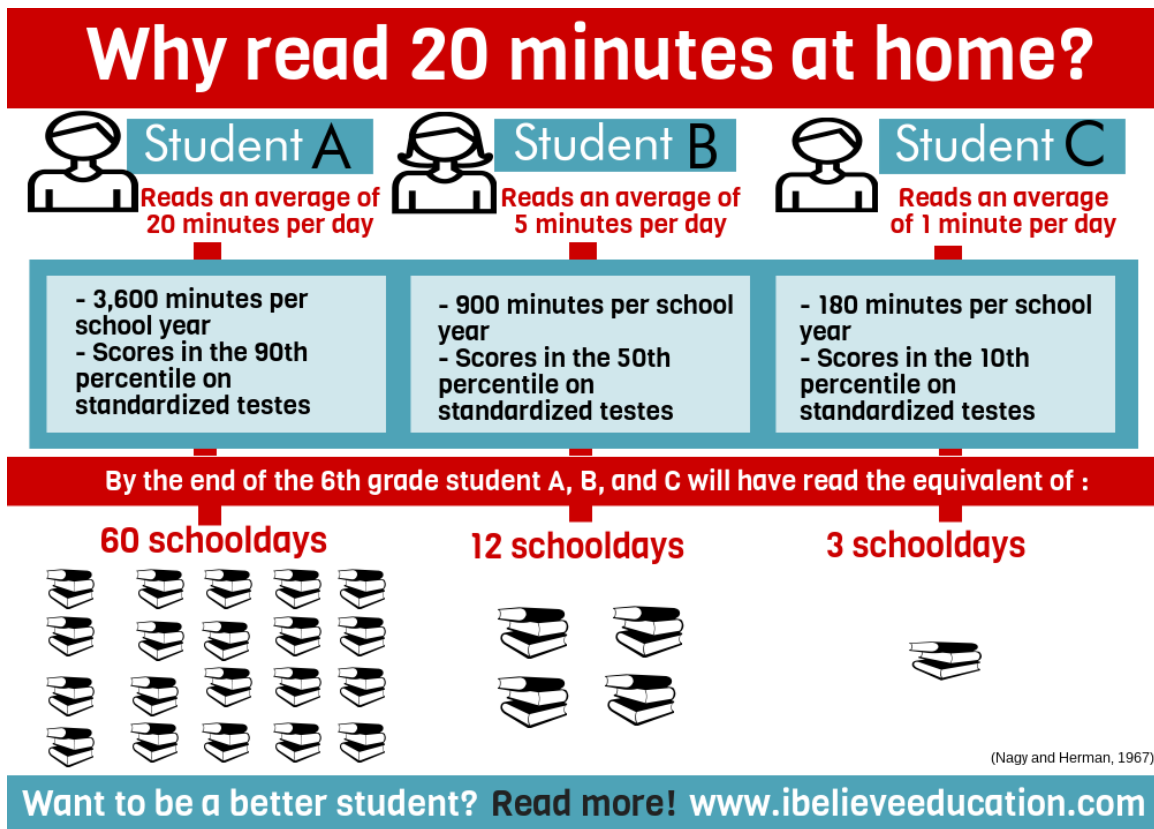 Why read 20 minutes at home?
Student A
Reads an average of
20 minutes per day
Student B
Reads an average of
5 minutes per day
Student C
Reads an average
of 1 minute per day
- 3,600 minutes per
school year
- Scores in the 90th
percentile on
standardized testes
- 900 minutes per school
year
- Scores in the 50th
percentile on
standardized testes
- 180 minutes per school
year
- Scores in the 10th
percentile on
standardized testes
By the end of the 6th grade student A, B, and C will have read the equivalent of :
60 schooldays
12 schooldays
3 schooldays
(Nagy and Herman, 1967)
Want to be a better student? Read more! www.ibelieveeducation.com